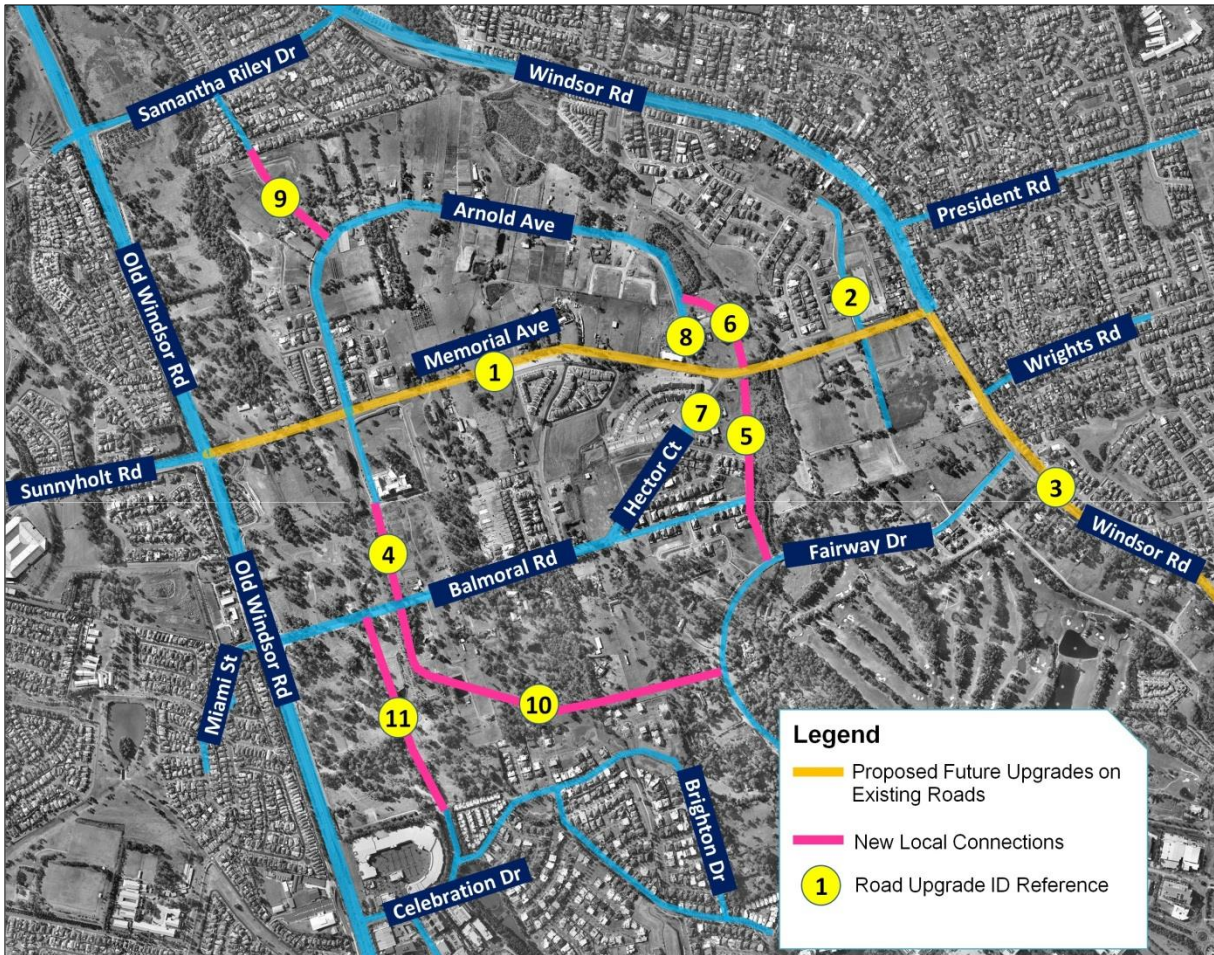 Samantha Riley Dr
Windsor Rd
President Rd
9
Arnold Ave
Old Windsor Rd
2
6
8
Memorial Ave
1
Wrights Rd
7
5
Sunnyholt Rd
Hector Ct
3
Windsor Rd
4
Balmoral Rd
Fairway Dr
Old Windsor Rd
Miami St
11
10
Brighton Dr
Celebration Dr
Legend
Proposed Future Upgrades on
Existing Roads
New Local Connections
1
Road Upgrade ID Reference